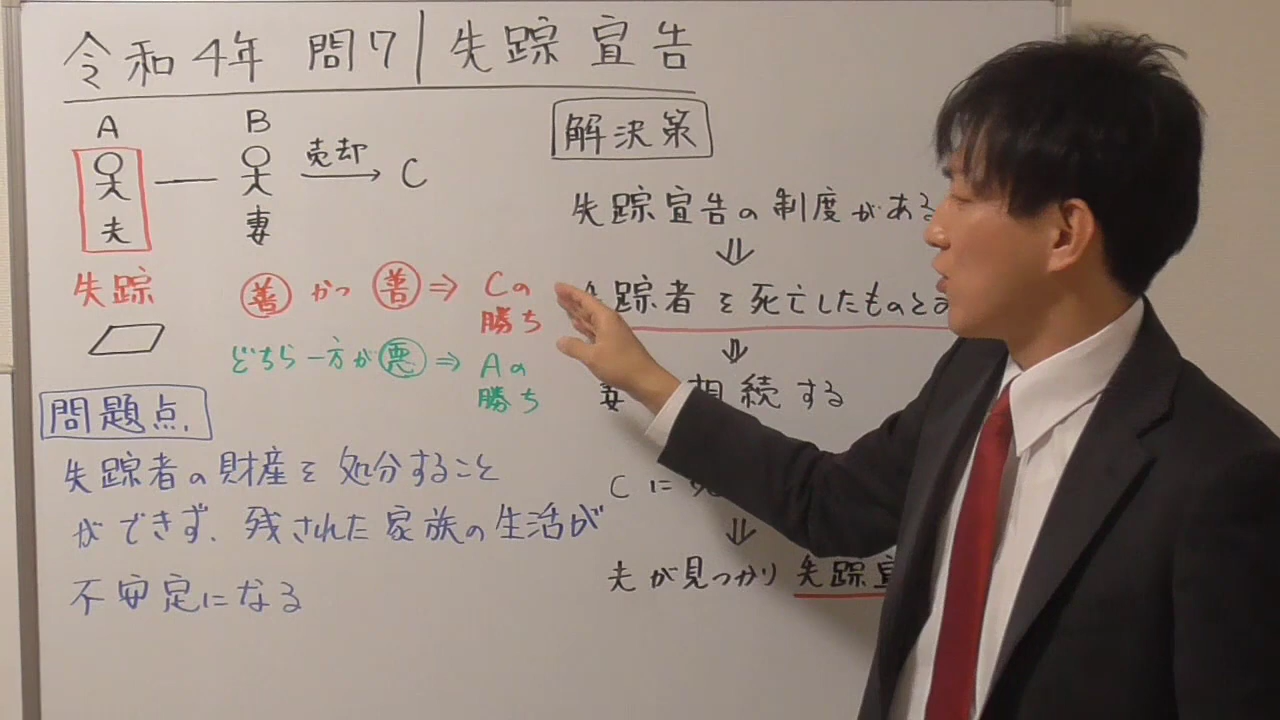 令和4年 問7 失踪宣告
A B
売却
C
夫 妻
失踪
善 かつ 善 ⇒ Cの
勝ち
どちら一方が 悪 ⇒ Aの
勝ち
問題点.
失踪者の財産を処分すること
ができず、残された家族の生活が
不安定になる
解決策
失踪宣告の制度がある
⇓
踪者を死亡したものと
⇓
妻 相続する
Cに
⇓
夫が見つかり 失踪宣